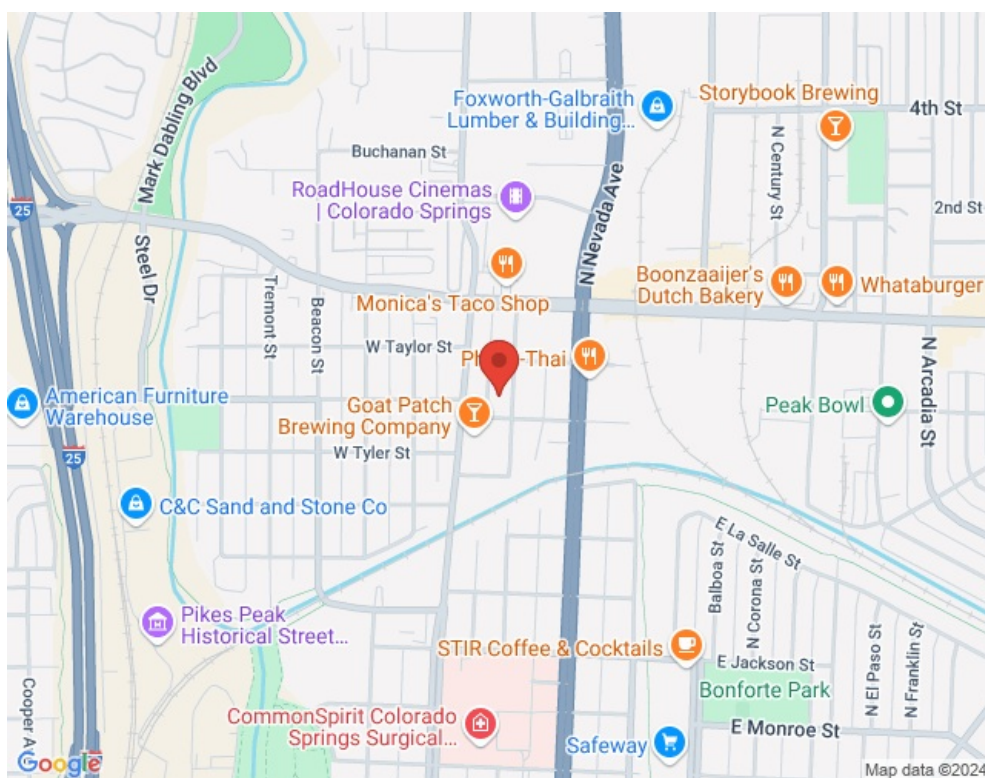 Mark Dabling Blvd
Foxworth-Galbraith
Lumber & Building...
Storybook Brewing
4th St
N Century St
Buchanan St
RoadHouse Cinemas
| Colorado Springs
N Nevada Ave
2nd St
25
Steel Dr
Boonzaaijer's
Dutch Bakery
Whataburger
Tremont St
Beacon St
Monica's Taco Shop
W Taylor St
-Thai
N Arcadia St
American Furniture
Warehouse
Goat Patch
Brewing Company
Peak Bowl
25
W Tyler St
C&C Sand and Stone Co
E La Salle St
Balboa St
N Corona St
Pikes Peak
Historical Street...
STIR Coffee & Cocktails
E Jackson St
N El Paso St
N Franklin St
Bonforte Park
Cooper A
CommonSpirit Colorado
Springs Surgical...
E Monroe St
Safeway
Google
Map data ©2024